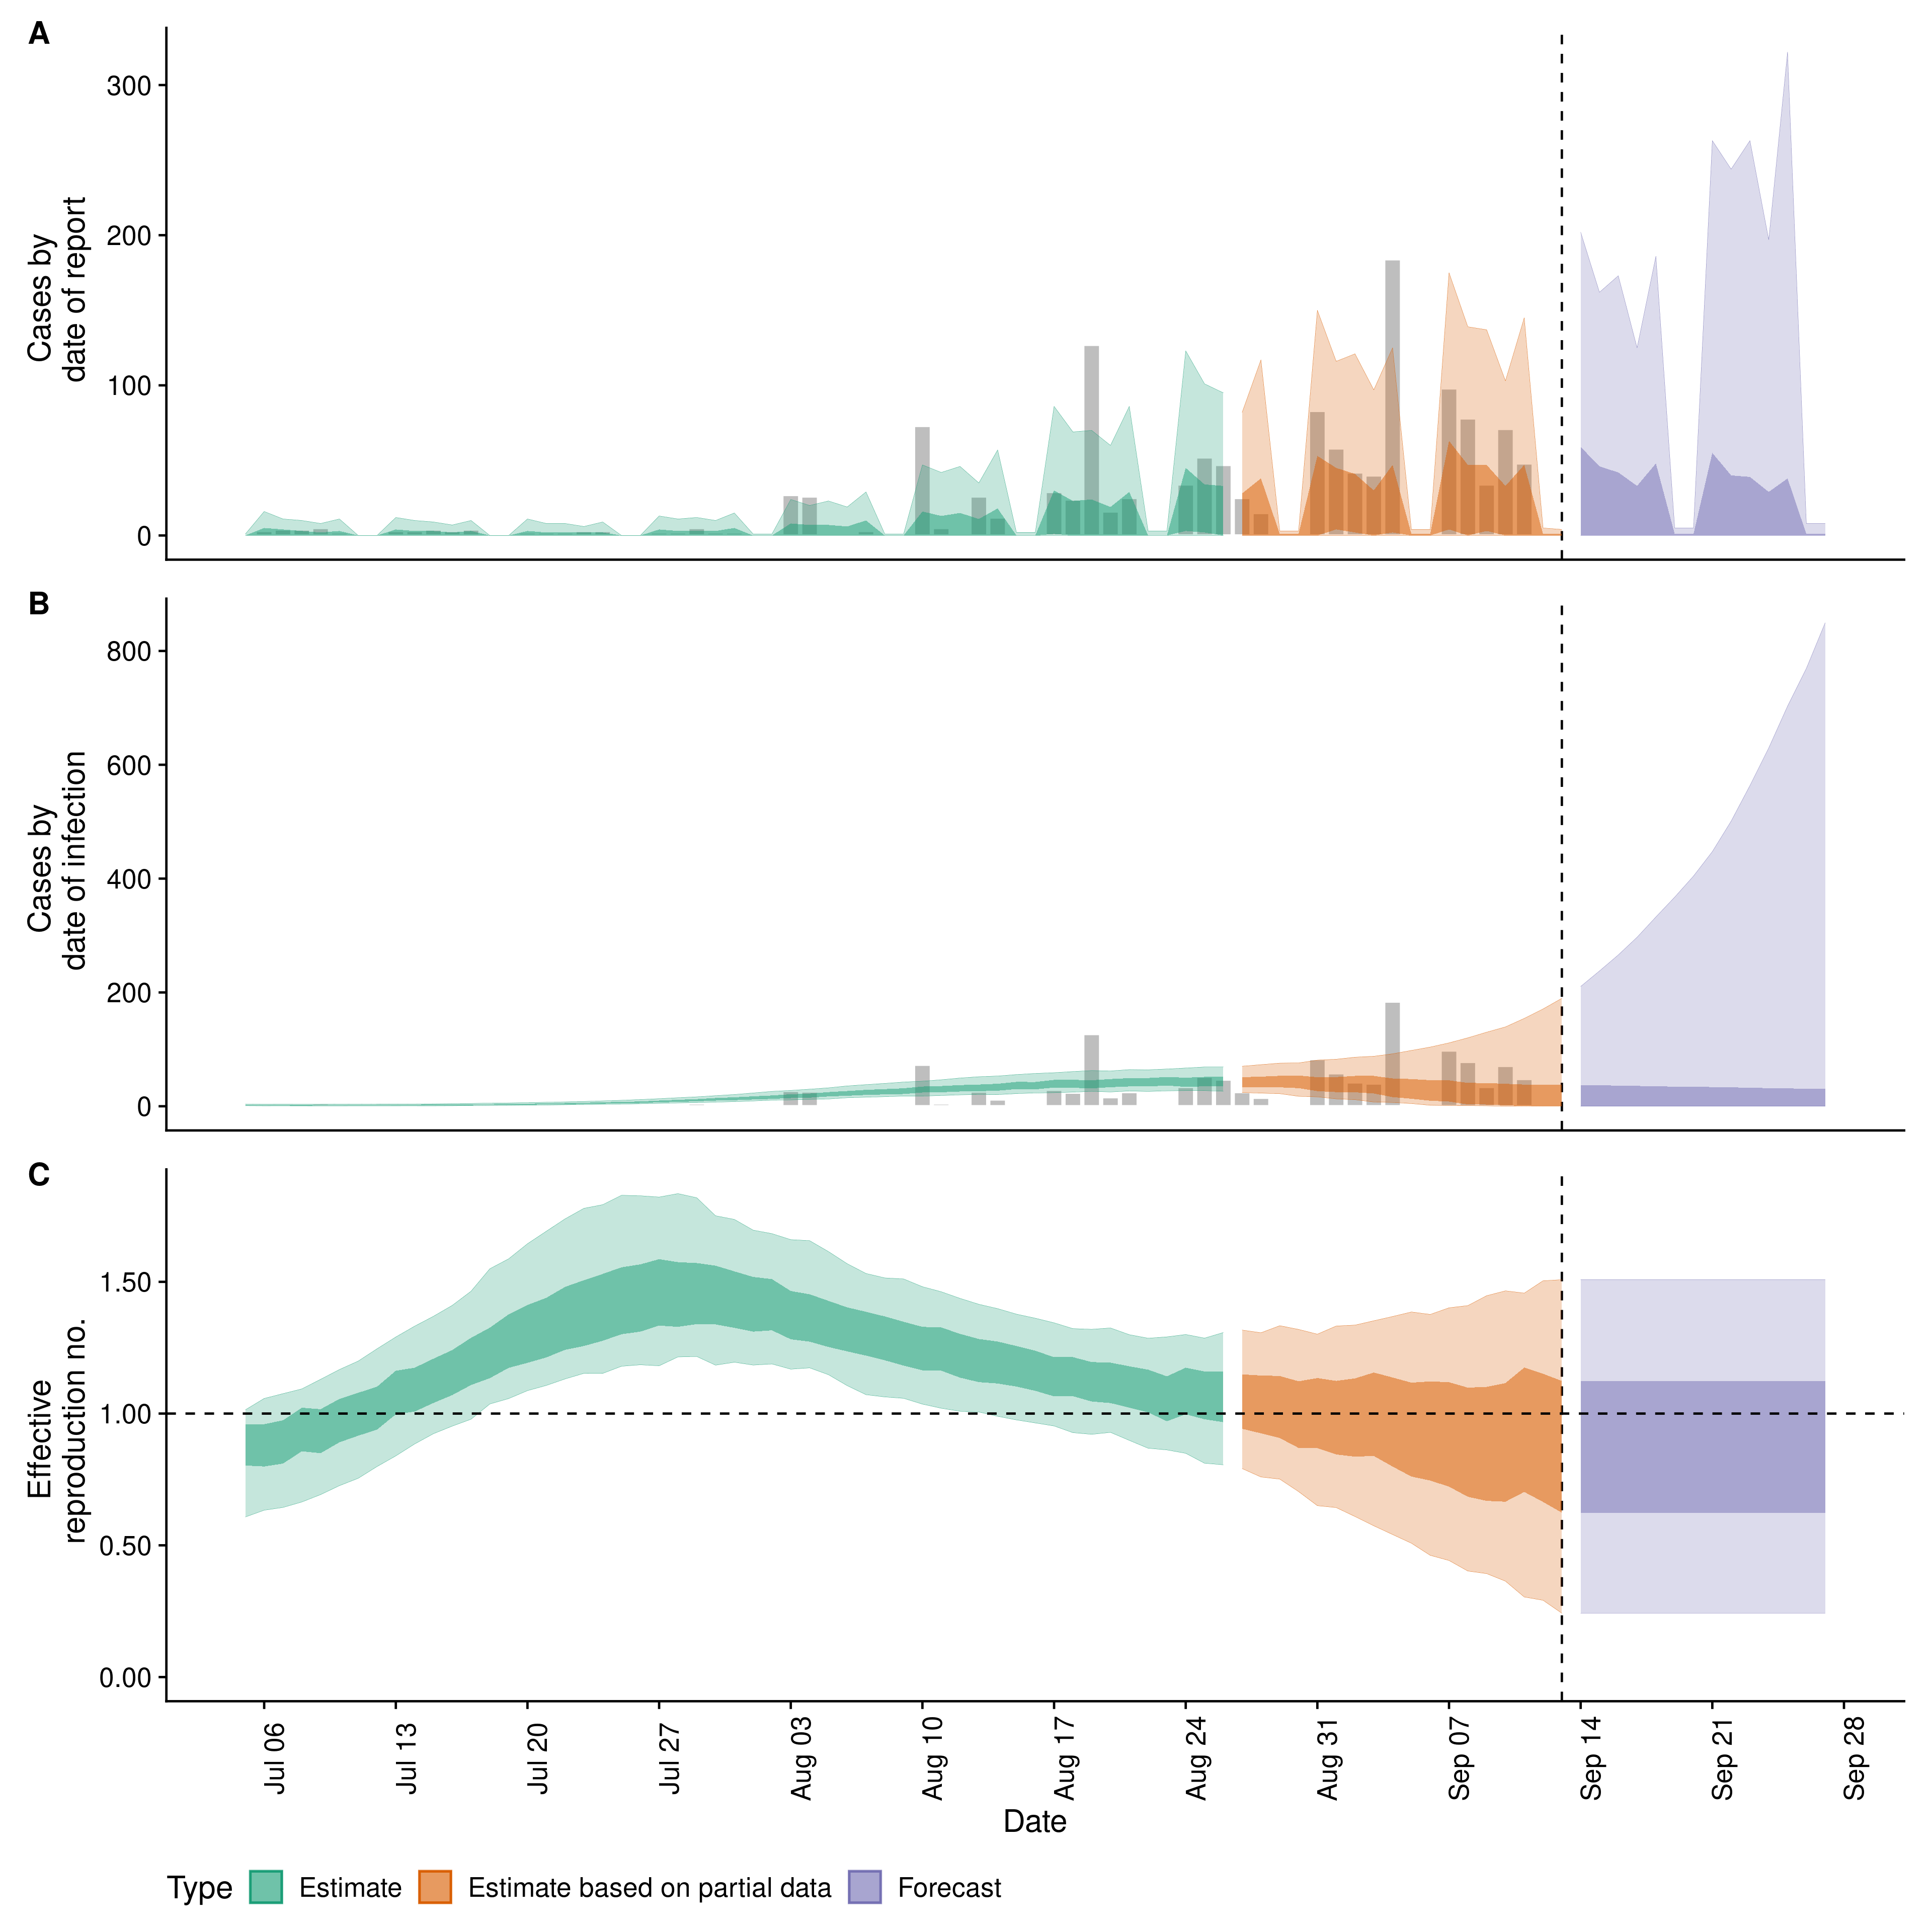 A
Cases by
date of report
300
200
100
0
B
Cases by
date of infection
800
600
400
200
0
C
Effective
reproduction no.
1.50
1.00
0.50
0.00
Jul 06
Jul 13
Jul 20
Jul 27
Aug 03
Aug 10
Aug 17
Aug 24
Aug 31
Sep 07
Sep 14
Sep 21
Sep 28
Date
Type Estimate Estimate based on partial data Forecast